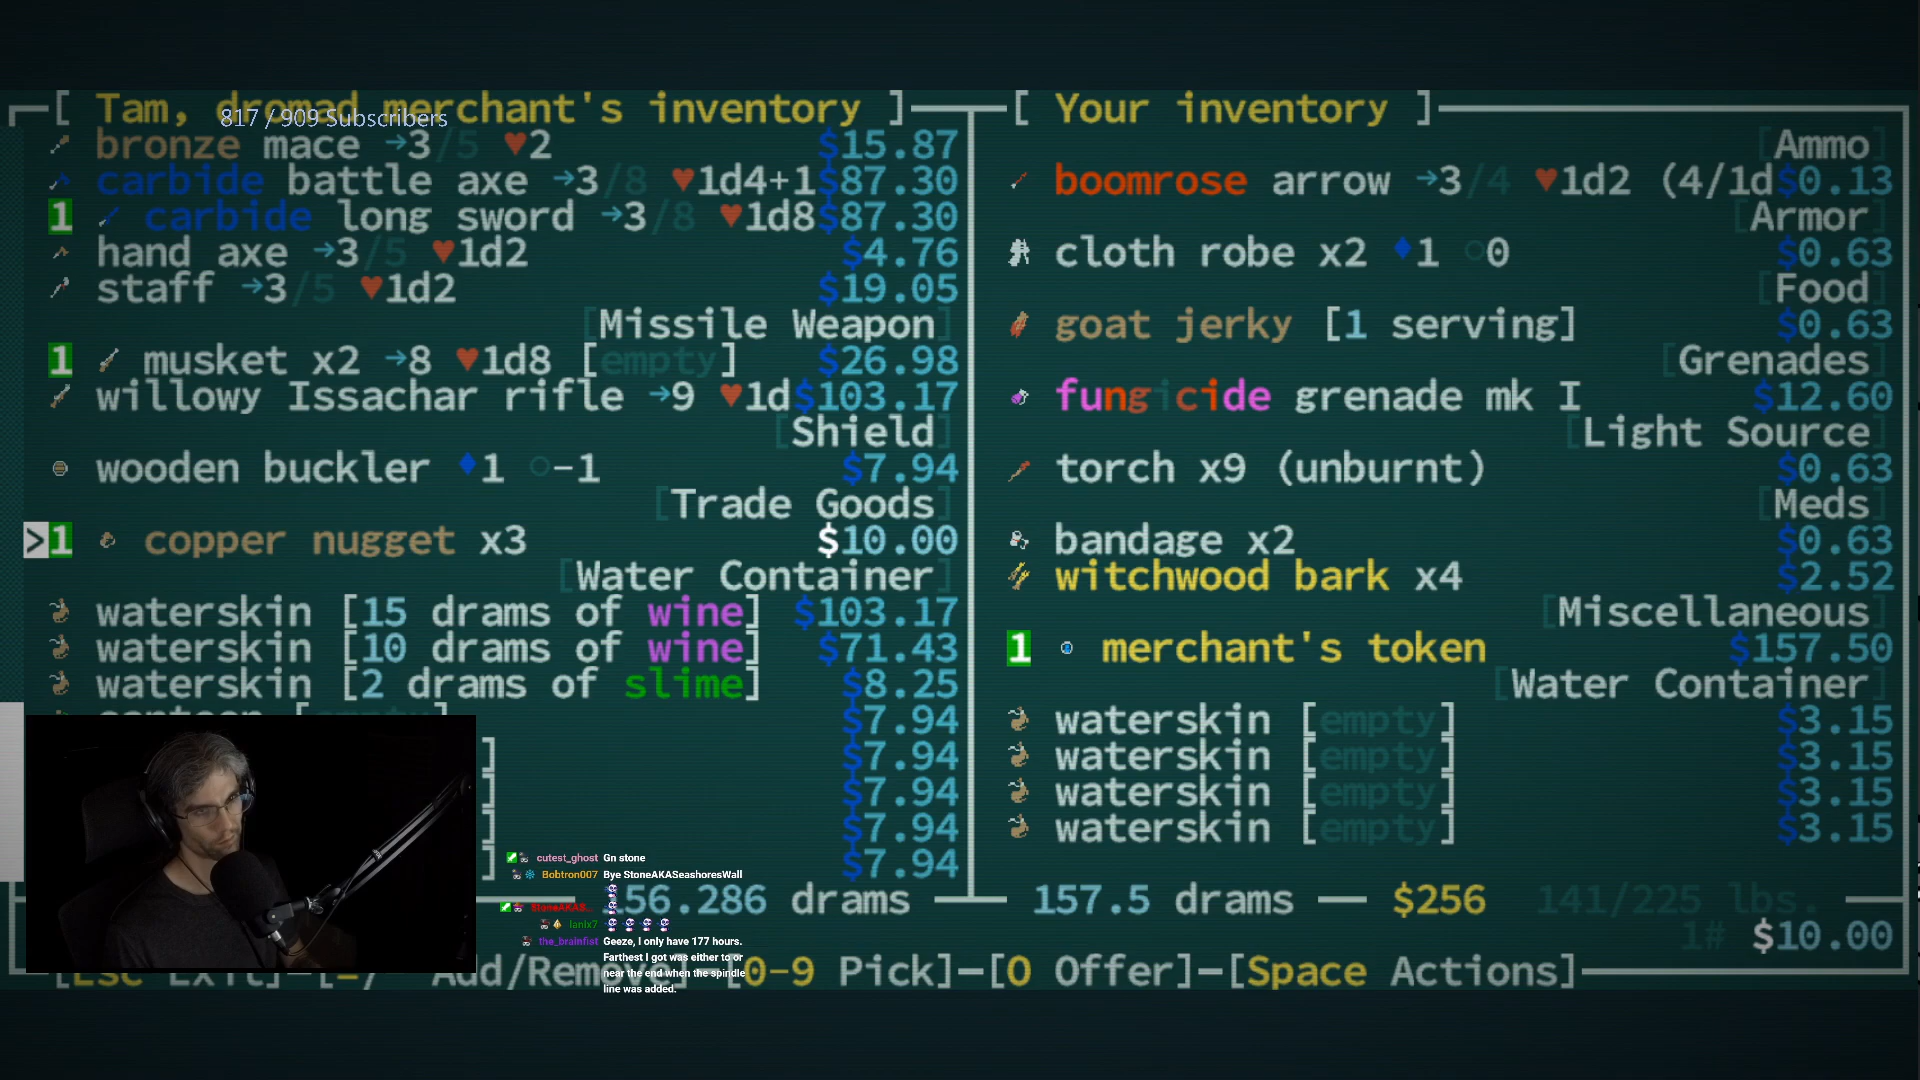 [ Tam, dromad merchant's inventory ]
817 / 909 Subscribers
bronze mace →3/5 ♥2 $15.87
carbide battle axe →3/8 ♥1d4+1 $87.30
1 carbide long sword →3/8 ♥1d8 $87.30
hand axe →3/5 ♥1d2 $4.76
staff →3/5 ♥1d2 $19.05
[Missile Weapon]
1 musket x2 →8 ♥1d8 [empty] $26.98
willowy Issachar rifle →9 ♥1d $103.17
[Shield]
wooden buckler ♦1 ○-1 $7.94
[Trade Goods]
>1 copper nugget x3 $10.00
[Water Container]
waterskin [15 drams of wine] $103.17
waterskin [10 drams of wine] $71.43
waterskin [2 drams of slime] $8.25
canteen [empty] $7.94
] $7.94
] $7.94
] $7.94
] $7.94
56.286 drams
[ Your inventory ]
[Ammo]
boomrose arrow →3/4 ♥1d2 (4/1d $0.13
[Armor]
cloth robe x2 ♦1 ○0 $0.63
[Food]
goat jerky [1 serving] $0.63
[Grenades]
fungicide grenade mk I $12.60
[Light Source]
torch x9 (unburnt) $0.63
[Meds]
bandage x2 $0.63
witchwood bark x4 $2.52
[Miscellaneous]
1 merchant's token $157.50
[Water Container]
waterskin [empty] $3.15
waterskin [empty] $3.15
waterskin [empty] $3.15
waterskin [empty] $3.15
157.5 drams — $256 141/225 lbs.
1# $10.00
[Esc Exit]-[ Add/Remove] [0-9 Pick]-[O Offer]-[Space Actions]
cutest_ghost Gn stone
Bobtron007 Bye StoneAKASeashoresWall
StoneAKAS...
lanix7
the_brainfist Geeze, I only have 177 hours.
Farthest I got was either to or
near the end when the spindle
line was added.